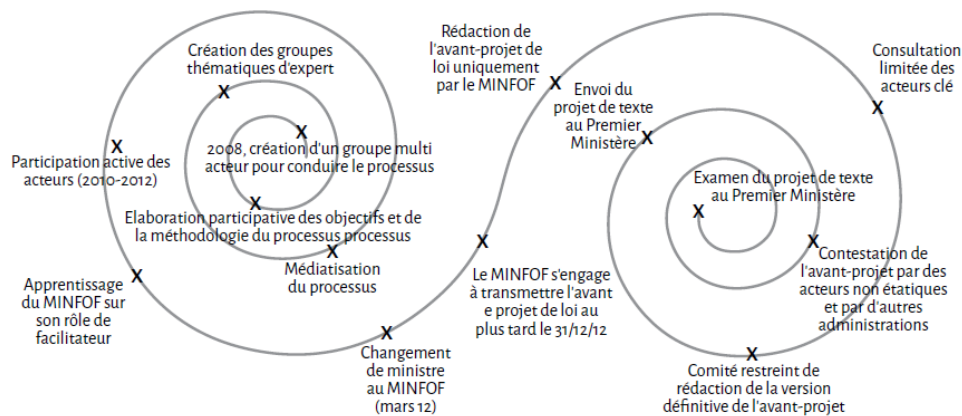 Création des groupes
thématiques d'expert
2008, création d'un groupe multi
acteur pour conduire le processus
Participation active des
acteurs (2010-2012)
Elaboration participative des objectifs et de
la méthodologie du processus processus
Médiatisation
du processus
Apprentissage
du MINFOF sur
son rôle de
facilitateur
Changement
de ministre
au MINFOF
(mars 12)
Le MINFOF s'engage
à transmettre l'avant
e projet de loi au
plus tard le 31/12/12
Rédaction de
l'avant-projet de
loi uniquement
par le MINFOF
Consultation
limitée des
acteurs clé
Comité restreint de
rédaction de la version
définitive de l'avant-projet
Envoi du
projet de texte
au Premier
Ministère
Contestation de
l'avant-projet par des
acteurs non étatiques
et par d'autres
administrations
Examen du projet de texte
au Premier Ministère